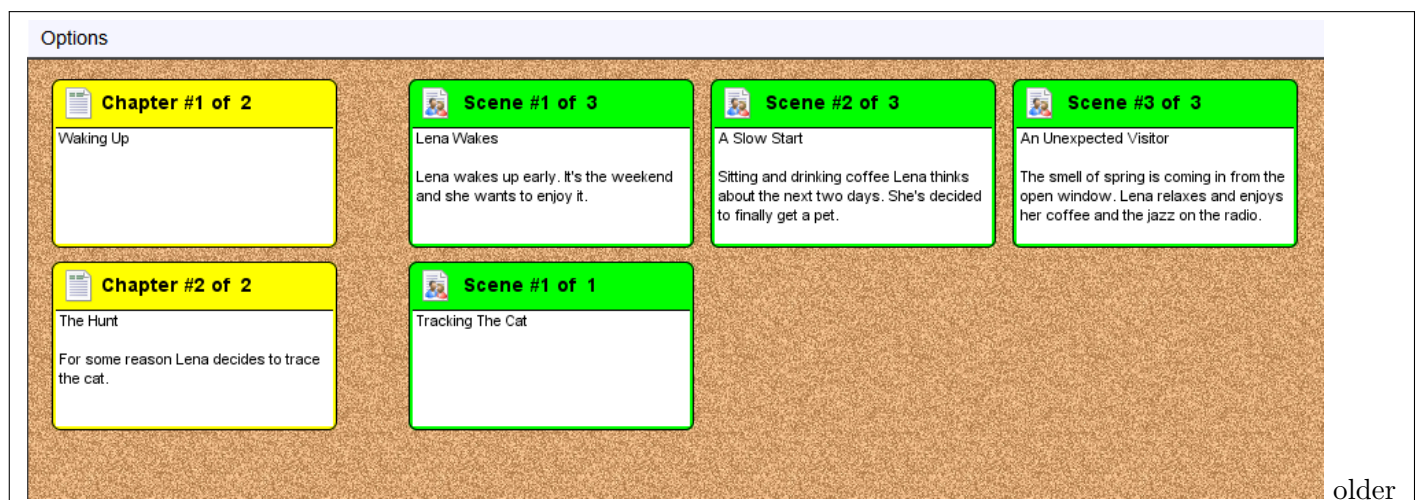 Options
Chapter #1 of 2
Waking Up
Scene #1 of 3
Lena Wakes
Lena wakes up early. It's the weekend
and she wants to enjoy it.
Scene #2 of 3
A Slow Start
Sitting and drinking coffee Lena thinks
about the next two days. She's decided
to finally get a pet.
Scene #3 of 3
An Unexpected Visitor
The smell of spring is coming in from the
open window. Lena relaxes and enjoys
her coffee and the jazz on the radio.
Chapter #2 of 2
The Hunt
For some reason Lena decides to trace
the cat.
Scene #1 of 1
Tracking The Cat
older